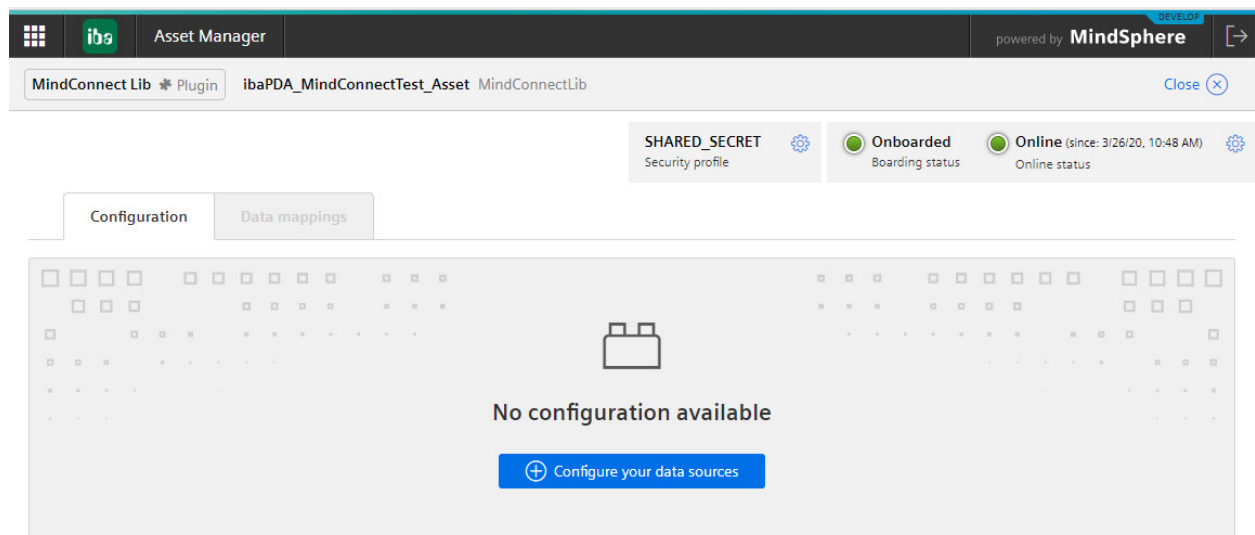 DEVELOP
iba Asset Manager powered by MindSphere
MindConnect Lib Plugin ibaPDA_MindConnectTest_Asset MindConnectLib Close
SHARED_SECRET Onboarded Online (since: 3/26/20, 10:48 AM)
Security profile Boarding status Online status
Configuration Data mappings
No configuration available
Configure your data sources